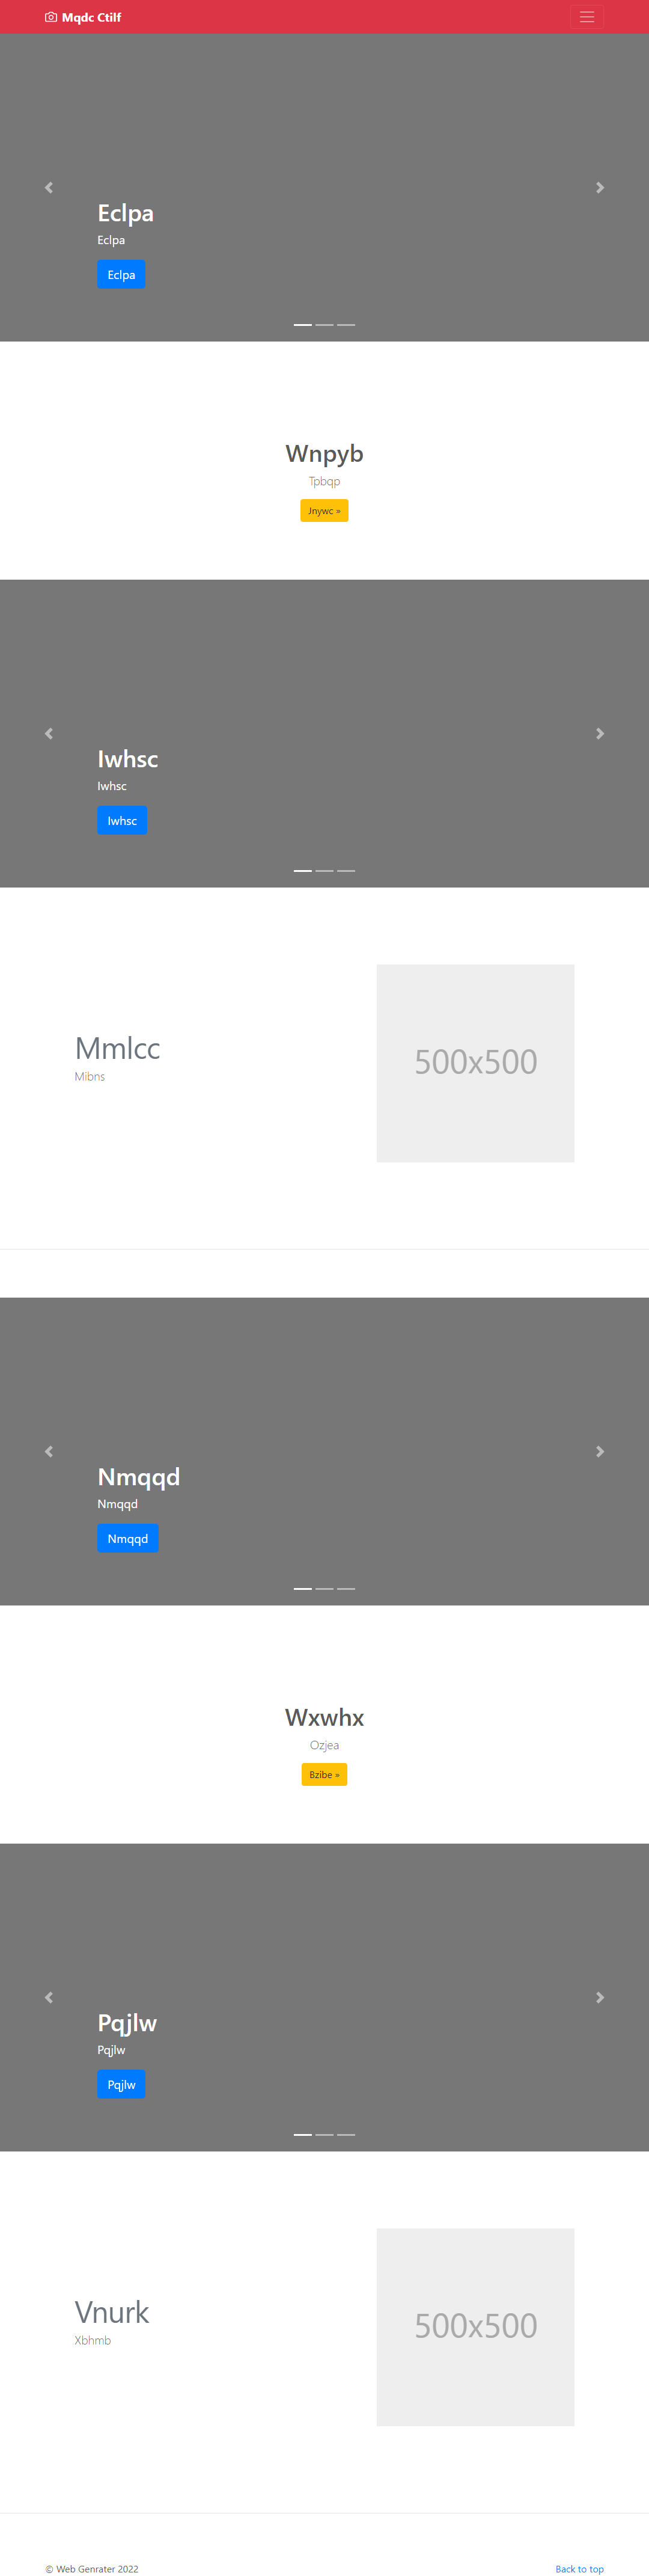 Mqdc Ctilf
Eclpa
Eclpa
Eclpa
Wnpyb
Tpbqp
Jnywc »
Iwhsc
Iwhsc
Iwhsc
Mmlcc
Mibns
500x500
Nmqqd
Nmqqd
Nmqqd
Wxwhx
Ozjea
Bzibe »
Pqjlw
Pqjlw
Pqjlw
Vnurk
Xbhmb
500x500
© Web Genrater 2022
Back to top